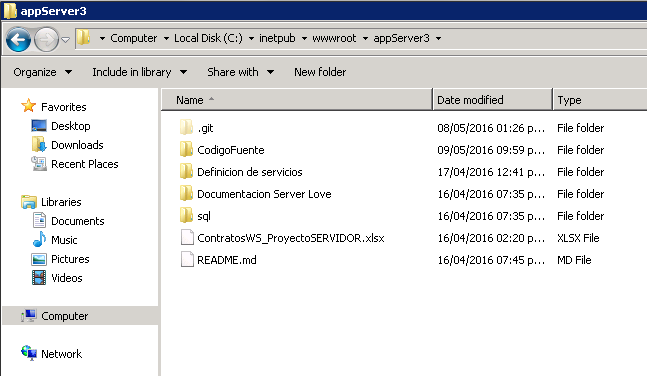 appServer3
Computer Local Disk (C:) inetpub wwwroot appServer3
Organize Include in library Share with New folder
Favorites
Desktop
Downloads
Recent Places
Libraries
Documents
Music
Pictures
Videos
Computer
Network
Name Date modified Type
.git 08/05/2016 01:26 p... File folder
CodigoFuente 09/05/2016 09:59 p... File folder
Definicion de servicios 17/04/2016 12:41 p... File folder
Documentacion Server Love 16/04/2016 07:35 p... File folder
sql 16/04/2016 07:35 p... File folder
ContratosWS_ProyectoSERVIDOR.xlsx 16/04/2016 02:20 p... XLSX File
README.md 16/04/2016 07:45 p... MD File